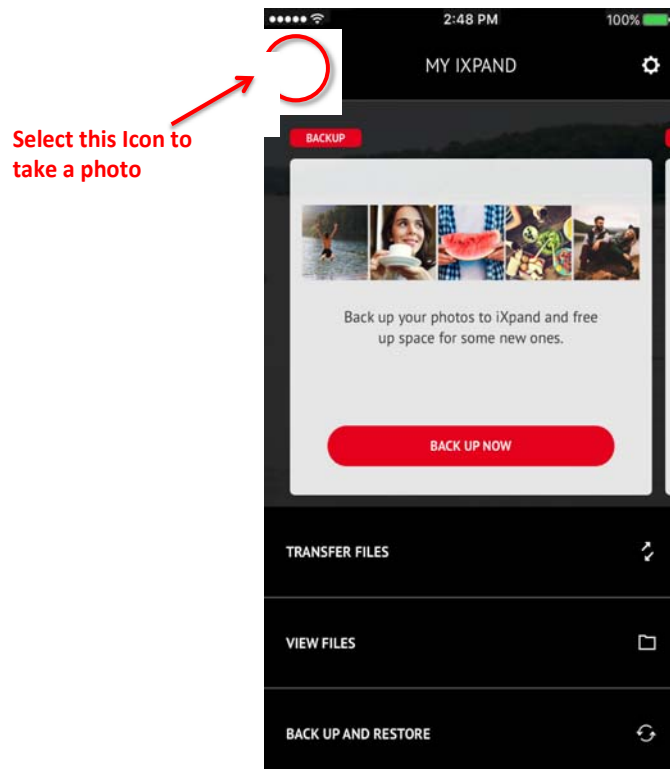 2:48 PM
100%
MY IXPAND
Select this Icon to
take a photo
BACKUP
Back up your photos to iXpand and free
up space for some new ones.
BACK UP NOW
TRANSFER FILES
VIEW FILES
BACK UP AND RESTORE